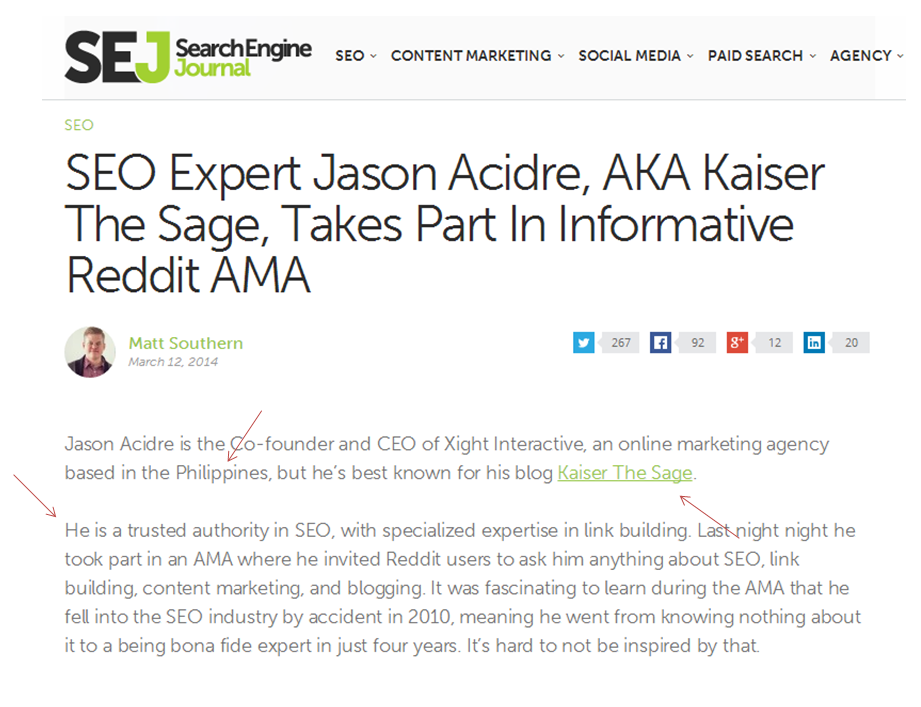 SEJ Search Engine Journal
SEO CONTENT MARKETING SOCIAL MEDIA PAID SEARCH AGENCY
SEO
SEO Expert Jason Acidre, AKA Kaiser
The Sage, Takes Part In Informative
Reddit AMA
Matt Southern
March 12, 2014
267 92 g+ 12 in 20
Jason Acidre is the Co-founder and CEO of Xight Interactive, an online marketing agency
based in the Philippines, but he's best known for his blog Kaiser The Sage.
He is a trusted authority in SEO, with specialized expertise in link building. Last night night he
took part in an AMA where he invited Reddit users to ask him anything about SEO, link
building, content marketing, and blogging. It was fascinating to learn during the AMA that he
fell into the SEO industry by accident in 2010, meaning he went from knowing nothing about
it to a being bona fide expert in just four years. It's hard to not be inspired by that.